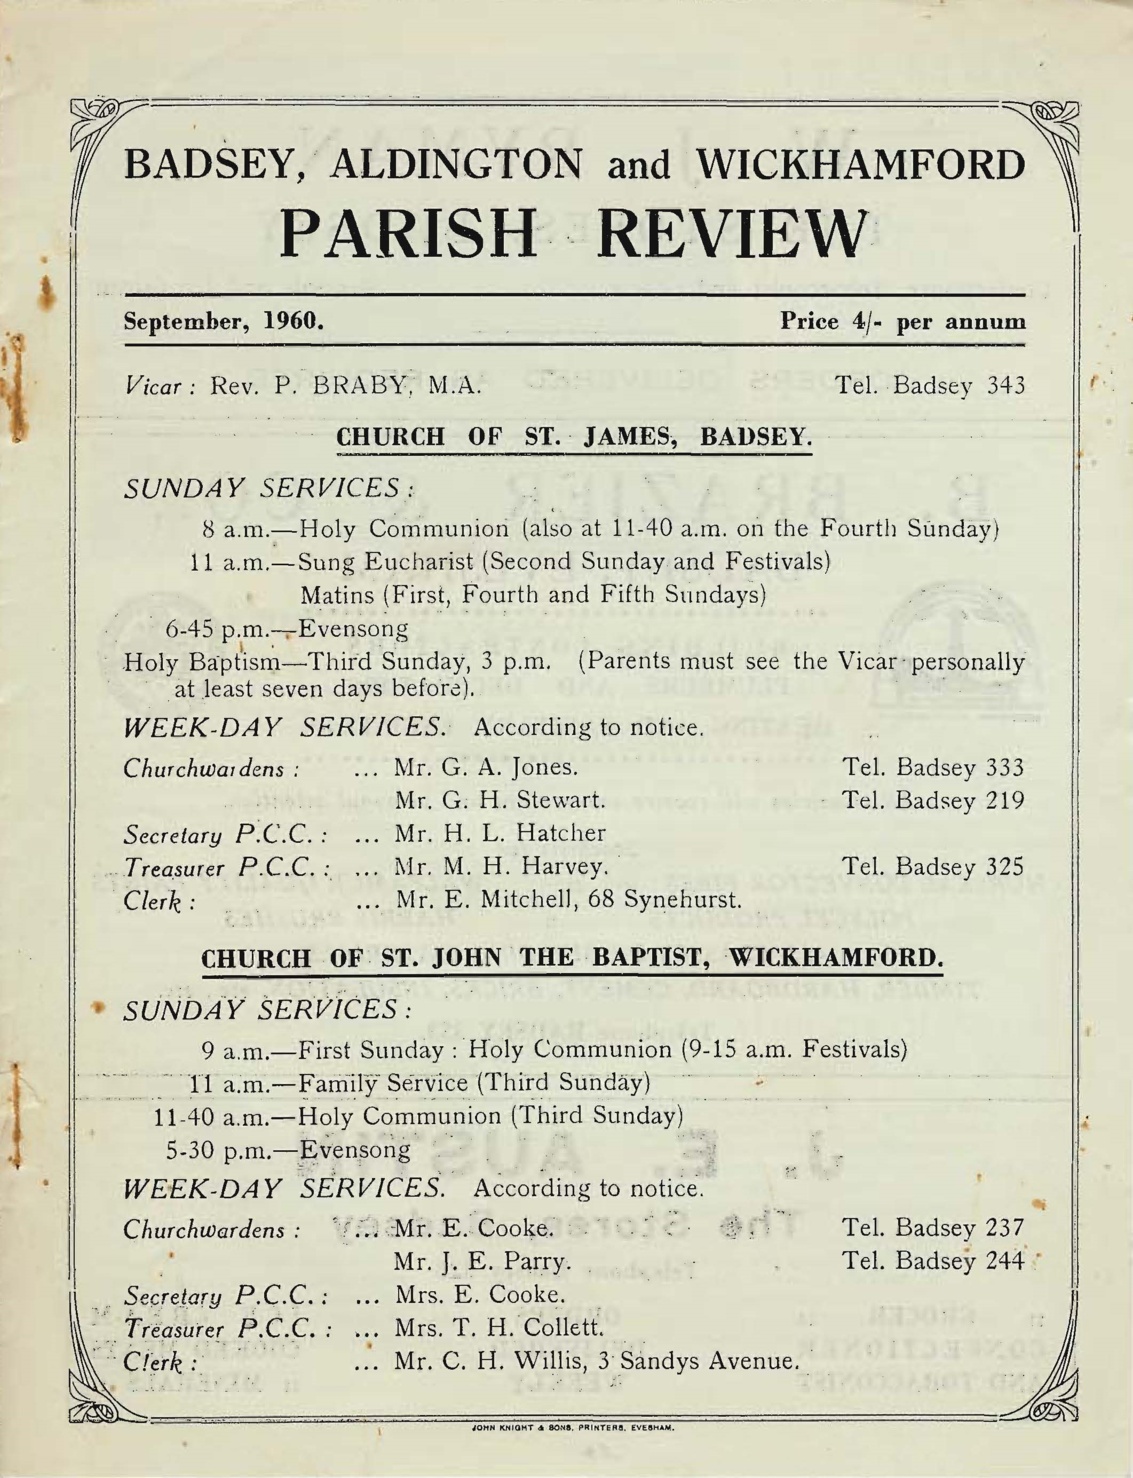 BADSEY, ALDINGTON and WICKHAMFORD
PARISH REVIEW
September, 1960. Price 4/- per annum
Vicar : Rev. P. BRABY, M.A. Tel. Badsey 343
CHURCH OF ST. JAMES, BADSEY.
SUNDAY SERVICES :
8 a.m.—Holy Communion (also at 11-40 a.m. on the Fourth Sunday)
11 a.m.—Sung Eucharist (Second Sunday and Festivals)
Matins (First, Fourth and Fifth Sundays)
6-45 p.m.—Evensong
Holy Baptism—Third Sunday, 3 p.m. (Parents must see the Vicar personally
at least seven days before).
WEEK-DAY SERVICES. According to notice.
Churchwardens : ... Mr. G. A. Jones. Tel. Badsey 333
Mr. G. H. Stewart. Tel. Badsey 219
Secretary P.C.C. : ... Mr. H. L. Hatcher
Treasurer P.C.C. : ... Mr. M. H. Harvey. Tel. Badsey 325
Clerk : ... Mr. E. Mitchell, 68 Synehurst.
CHURCH OF ST. JOHN THE BAPTIST, WICKHAMFORD.
SUNDAY SERVICES :
9 a.m.—First Sunday : Holy Communion (9-15 a.m. Festivals)
11 a.m.—Family Service (Third Sunday)
11-40 a.m.—Holy Communion (Third Sunday)
5-30 p.m.—Evensong
WEEK-DAY SERVICES. According to notice.
Churchwardens : ... Mr. E. Cooke. Tel. Badsey 237
Mr. J. E. Parry. Tel. Badsey 244
Secretary P.C.C. : ... Mrs. E. Cooke.
Treasurer P.C.C. : ... Mrs. T. H. Collett.
Clerk : ... Mr. C. H. Willis, 3 Sandys Avenue.
JOHN KNIGHT & SONS, PRINTERS, EVESHAM.